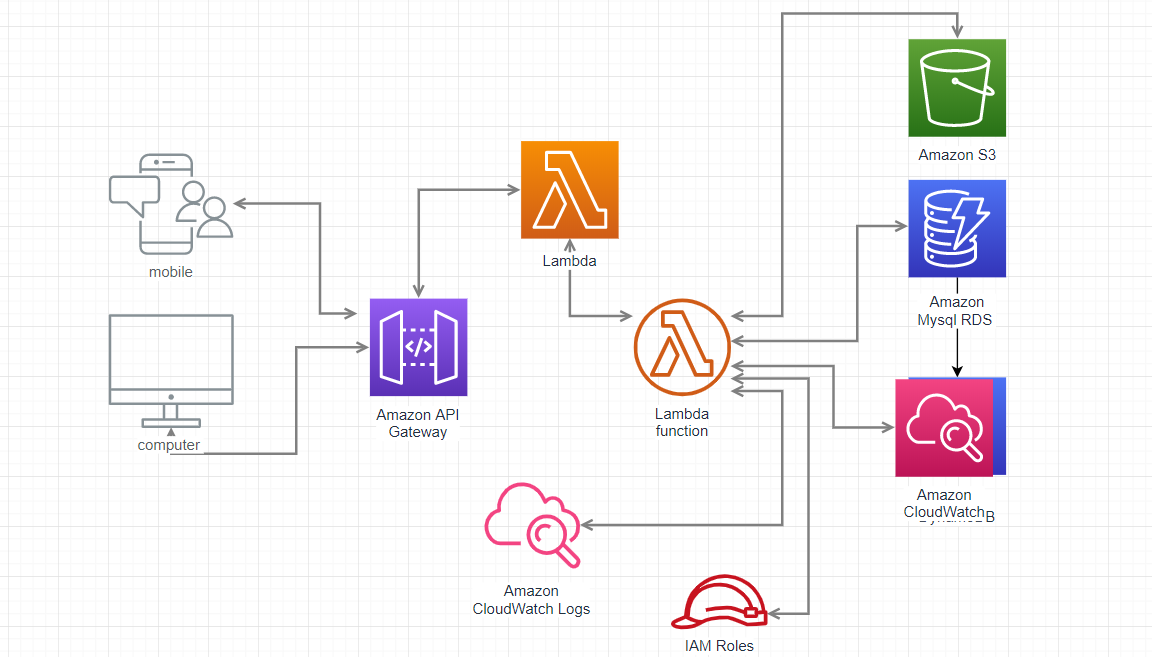 Amazon S3
Lambda
mobile
Amazon
Mysql RDS
</>
Amazon API
Gateway
Lambda
function
computer
Amazon
CloudWatch
Amazon
CloudWatch Logs
IAM Roles